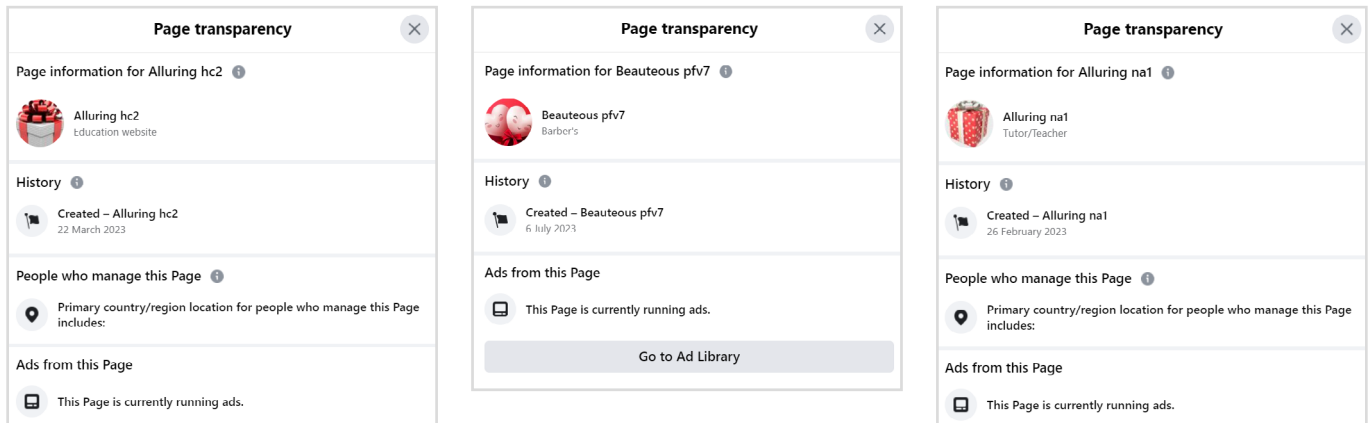 Page transparency
Page information for Alluring hc2
Alluring hc2
Education website
History
Created – Alluring hc2
22 March 2023
People who manage this Page
Primary country/region location for people who manage this Page
includes:
Ads from this Page
This Page is currently running ads.
Page transparency
Page information for Beauteous pfv7
Beauteous pfv7
Barber's
History
Created – Beauteous pfv7
6 July 2023
Ads from this Page
This Page is currently running ads.
Go to Ad Library
Page transparency
Page information for Alluring na1
Alluring na1
Tutor/Teacher
History
Created – Alluring na1
26 February 2023
People who manage this Page
Primary country/region location for people who manage this Page
includes:
Ads from this Page
This Page is currently running ads.